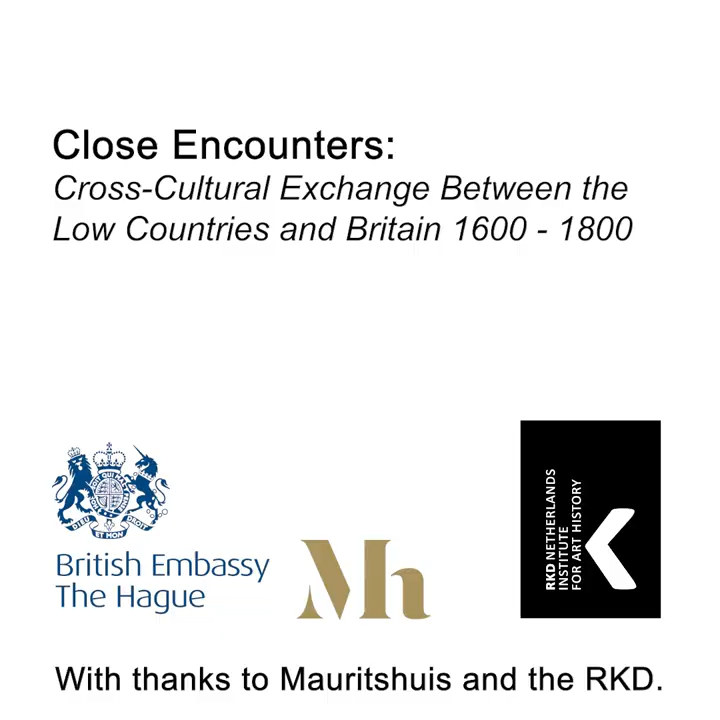 Close Encounters:
Cross-Cultural Exchange Between the
Low Countries and Britain 1600 - 1800
DIEU ET MON DROIT
British Embassy
The Hague
Mh
RKD NETHERLANDS
INSTITUTE
FOR ART HISTORY
With thanks to Mauritshuis and the RKD.